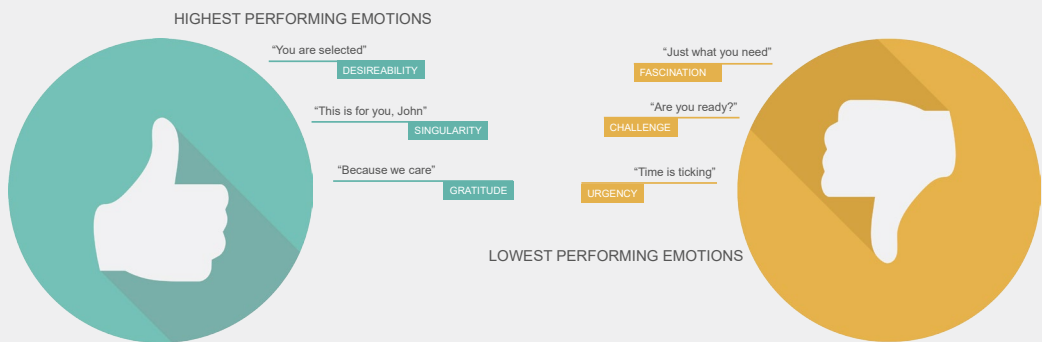 HIGHEST PERFORMING EMOTIONS
“You are selected”
DESIREABILITY
“This is for you, John”
SINGULARITY
“Because we care”
GRATITUDE
“Just what you need”
FASCINATION
“Are you ready?”
CHALLENGE
“Time is ticking”
URGENCY
LOWEST PERFORMING EMOTIONS